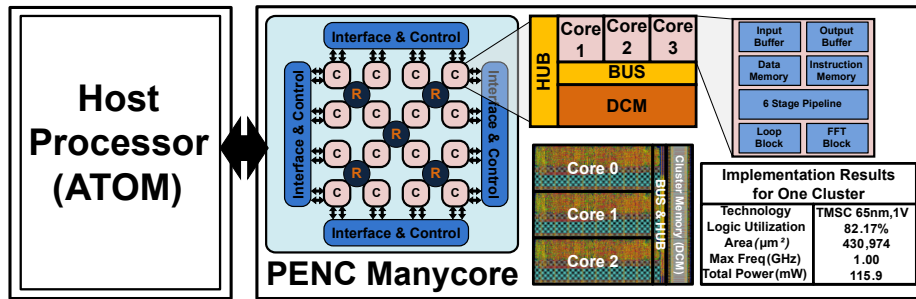 Host
Processor
(ATOM)
Interface & Control
Interface & Control
Interface & Control
Interface & Control
C C C C
R R
C C C C
R
C C C C
R R
C C C C
PENC Manycore
HUB
Core 1
Core 2
Core 3
BUS
DCM
Input Buffer
Output Buffer
Data Memory
Instruction Memory
6 Stage Pipeline
Loop Block
FFT Block
Core 0
Core 1
Core 2
BUS & HUB
Cluster Memory (DCM)
Implementation Results
for One Cluster
Technology TMSC 65nm,1V
Logic Utilization 82.17%
Area (µm²) 430,974
Max Freq (GHz) 1.00
Total Power (mW) 115.9